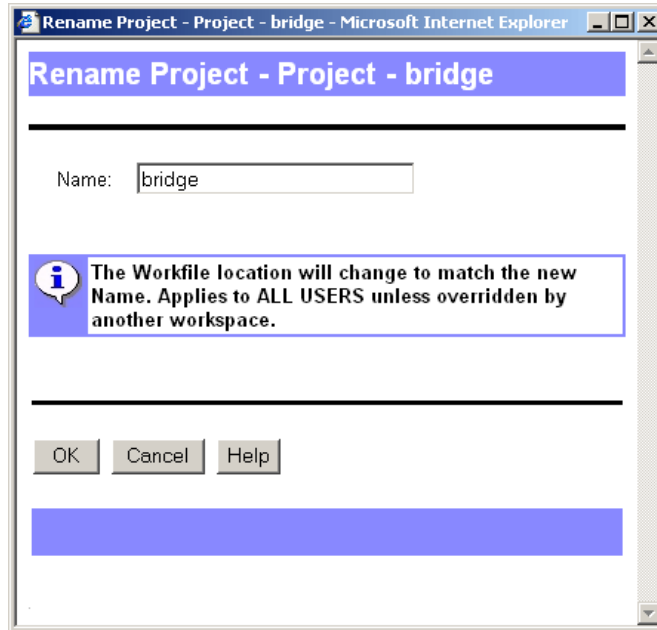 Rename Project - Project - bridge - Microsoft Internet Explorer
Rename Project - Project - bridge
Name: bridge
The Workfile location will change to match the new
Name. Applies to ALL USERS unless overridden by
another workspace.
OK Cancel Help